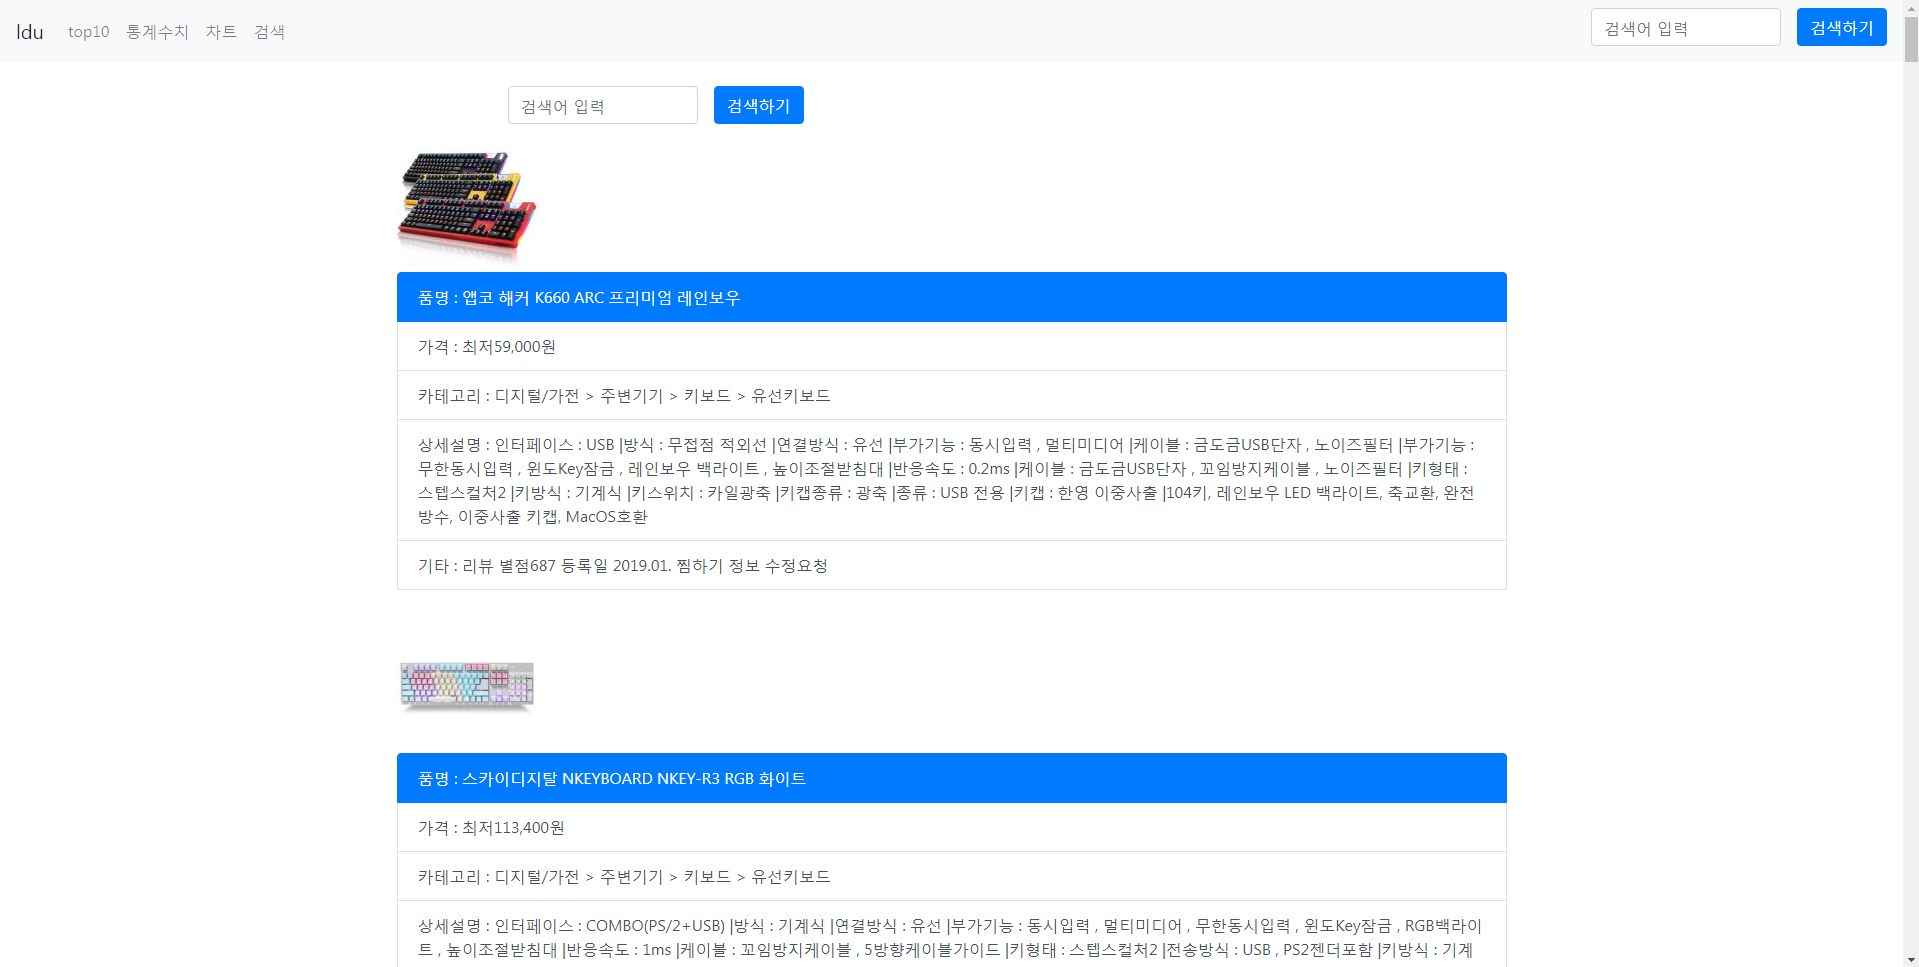 ldu top10 통계수치 차트 검색 검색어 입력 검색하기
검색어 입력 검색하기
품명 : 앱코 해커 K660 ARC 프리미엄 레인보우
가격 : 최저59,000원
카테고리 : 디지털/가전 > 주변기기 > 키보드 > 유선키보드
상세설명 : 인터페이스 : USB |방식 : 무접점 적외선 |연결방식 : 유선 |부가기능 : 동시입력 , 멀티미디어 |케이블 : 금도금USB단자 , 노이즈필터 |부가기능 :
무한동시입력 , 윈도Key잠금 , 레인보우 백라이트 , 높이조절받침대 |반응속도 : 0.2ms |케이블 : 금도금USB단자 , 꼬임방지케이블 , 노이즈필터 |키형태 :
스텝스컬처2 |키방식 : 기계식 |키스위치 : 카일광축 |키캡종류 : 광축 |종류 : USB 전용 |키캡 : 한영 이중사출 |104키, 레인보우 LED 백라이트, 축교환, 완전
방수, 이중사출 키캡, MacOS호환
기타 : 리뷰 별점687 등록일 2019.01. 찜하기 정보 수정요청
품명 : 스카이디지탈 NKEYBOARD NKEY-R3 RGB 화이트
가격 : 최저113,400원
카테고리 : 디지털/가전 > 주변기기 > 키보드 > 유선키보드
상세설명 : 인터페이스 : COMBO(PS/2+USB) |방식 : 기계식 |연결방식 : 유선 |부가기능 : 동시입력 , 멀티미디어 , 무한동시입력 , 윈도Key잠금 , RGB백라이
트 , 높이조절받침대 |반응속도 : 1ms |케이블 : 꼬임방지케이블 , 5방향케이블가이드 |키형태 : 스텝스컬처2 |전송방식 : USB , PS2젠더포함 |키방식 : 기계